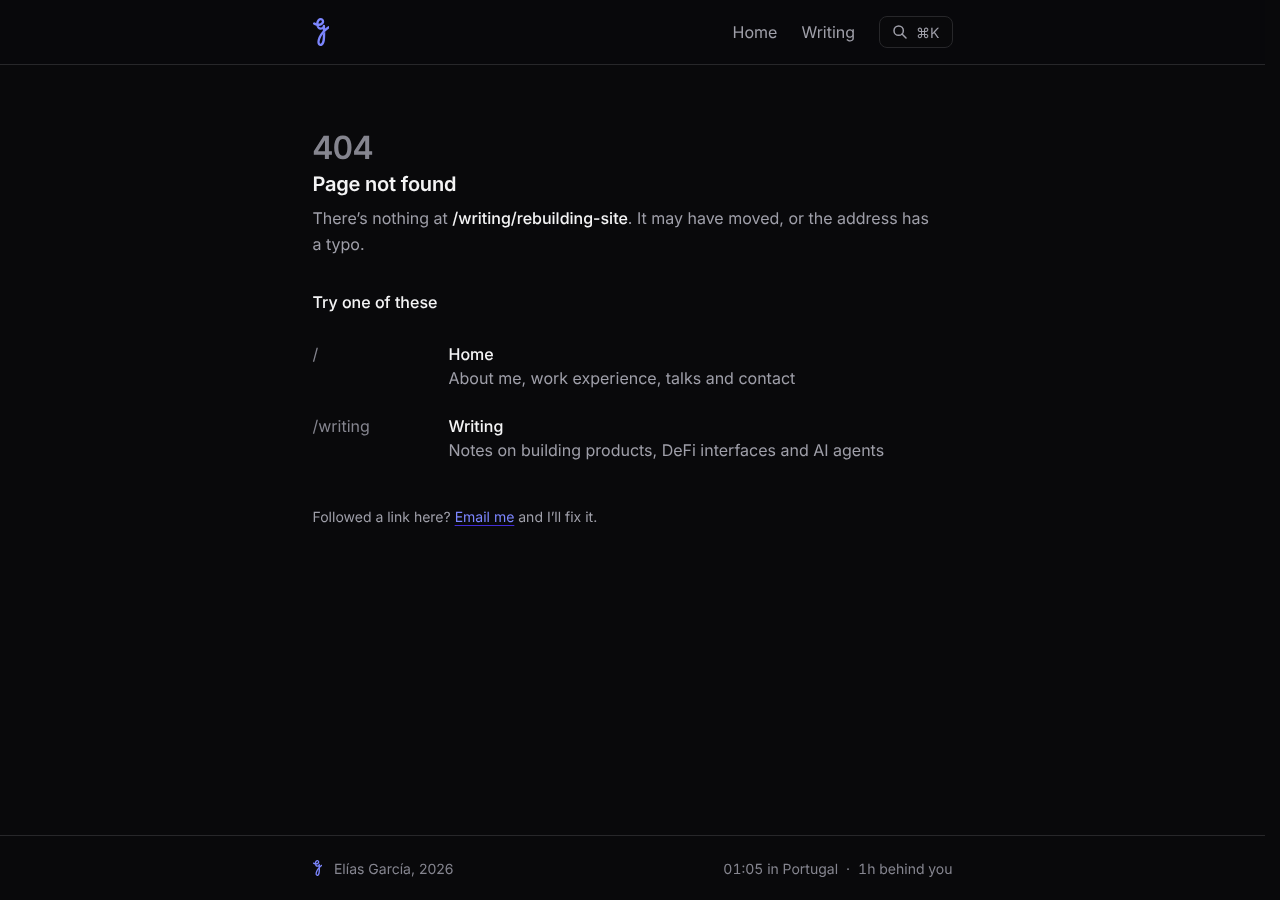 Home Writing ⌘K
404
Page not found
There’s nothing at /writing/rebuilding-site. It may have moved, or the address has
a typo.
Try one of these
/ Home
About me, work experience, talks and contact
/writing Writing
Notes on building products, DeFi interfaces and AI agents
Followed a link here? Email me and I’ll fix it.
Elías García, 2026 01:05 in Portugal · 1h behind you